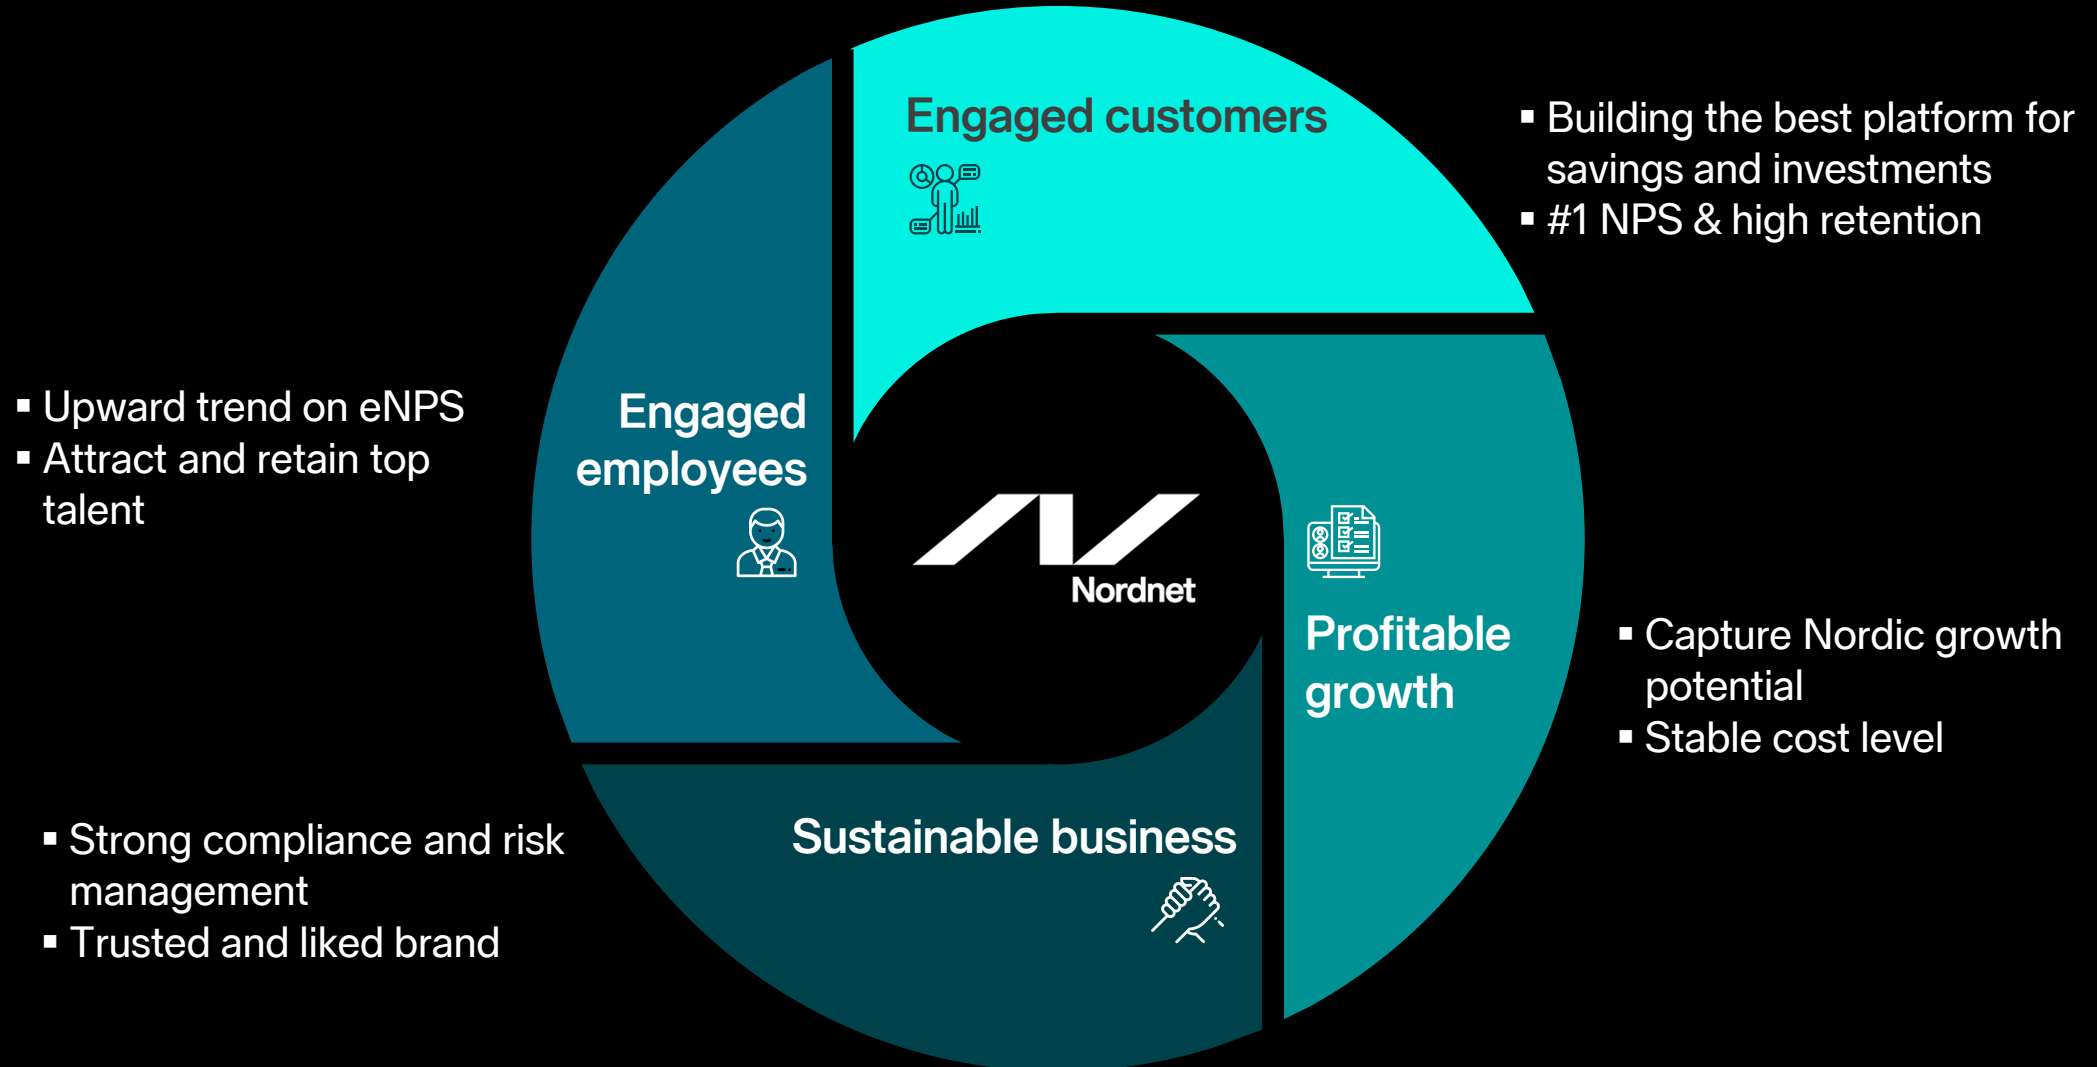 Engaged customers
▪ Building the best platform for
savings and investments
▪ #1 NPS & high retention
▪ Upward trend on eNPS
▪ Attract and retain top
talent
Engaged
employees
Nordnet
Profitable
growth
▪ Capture Nordic growth
potential
▪ Stable cost level
▪ Strong compliance and risk
management
▪ Trusted and liked brand
Sustainable business